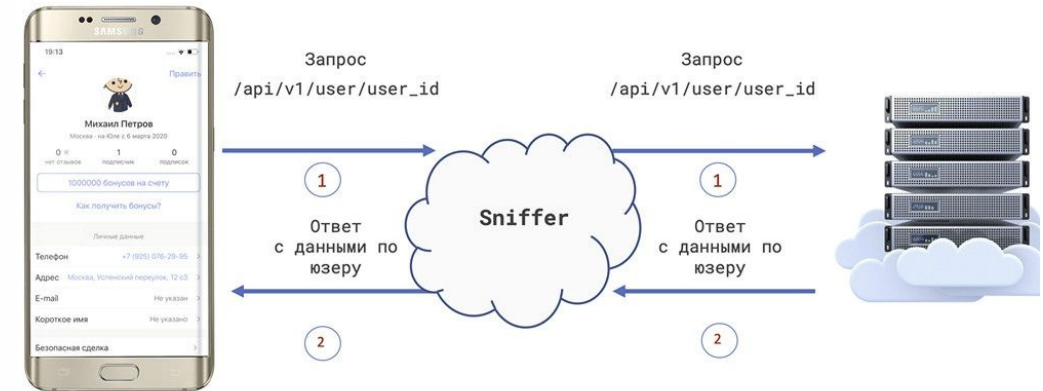 SAMSUNG
19:13
Править
Михаил Петров
Москва · на Юле с 6 марта 2020
0
1
0
нет отзывов
подписчик
подписок
1000000 бонусов на счету
Как получить бонусы?
Личные данные
Телефон +7 (925) 076-29-95
Адрес Москва, Успенский переулок, 12 с3
E-mail Не указан
Короткое имя Не указано
Безопасная сделка
Запрос
/api/v1/user/user_id
1
Ответ
с данными по
юзеру
2
Sniffer
Запрос
/api/v1/user/user_id
1
Ответ
с данными по
юзеру
2